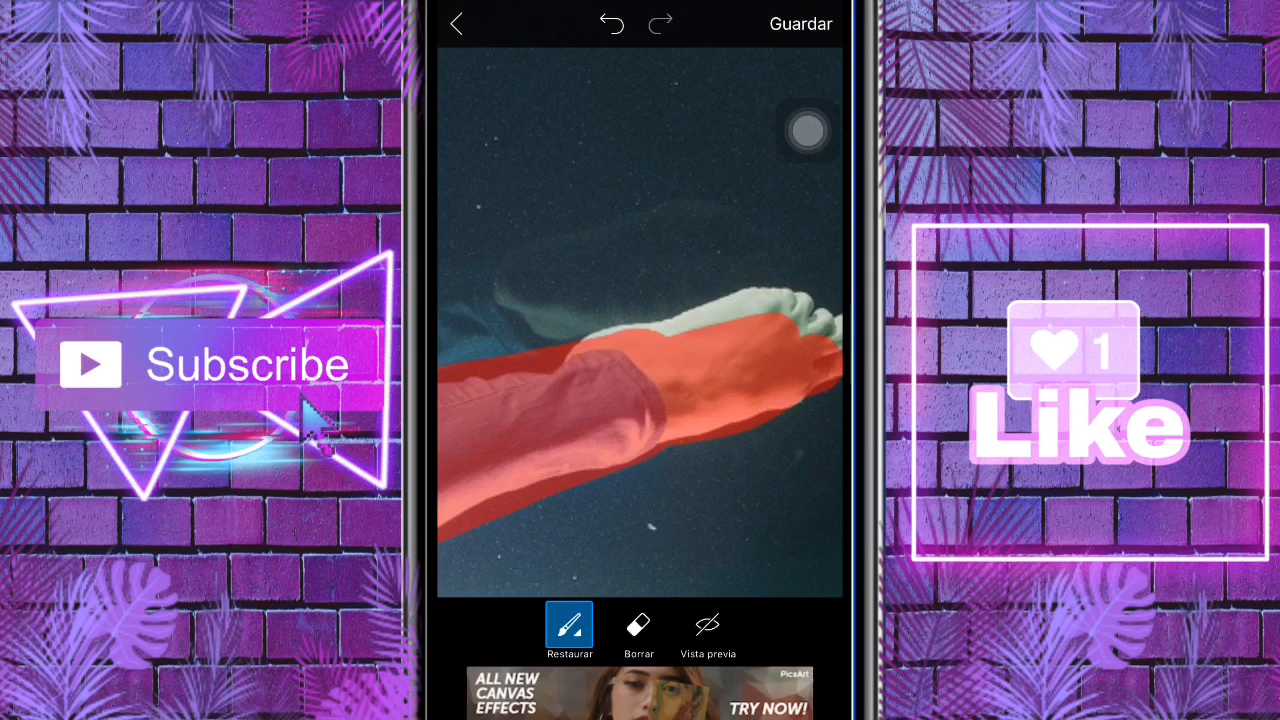 Guardar
Subscribe
1
Like
Restaurar
Borrar
Vista previa
ALL NEW
CANVAS
EFFECTS
PicsArt
TRY NOW!